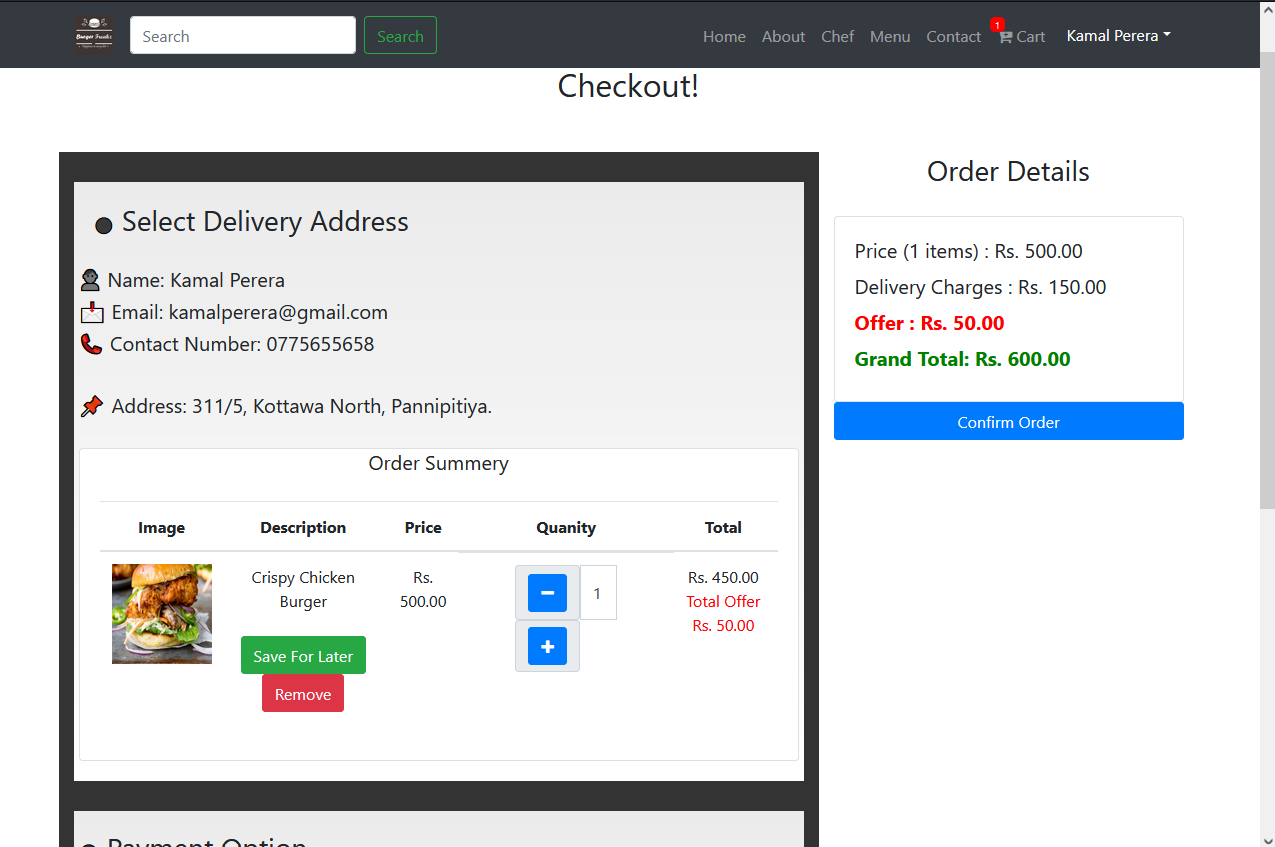 Burger Freakz
Search
Search
Home
About
Chef
Menu
Contact
1
Cart
Kamal Perera
Checkout!
Select Delivery Address
Name: Kamal Perera
Email: kamalperera@gmail.com
Contact Number: 0775655658
Address: 311/5, Kottawa North, Pannipitiya.
Order Summery
Image
Description
Price
Quanity
Total
Crispy Chicken
Burger
Save For Later
Remove
Rs.
500.00
1
Rs. 450.00
Total Offer
Rs. 50.00
Payment Option
Order Details
Price (1 items) : Rs. 500.00
Delivery Charges : Rs. 150.00
Offer : Rs. 50.00
Grand Total: Rs. 600.00
Confirm Order